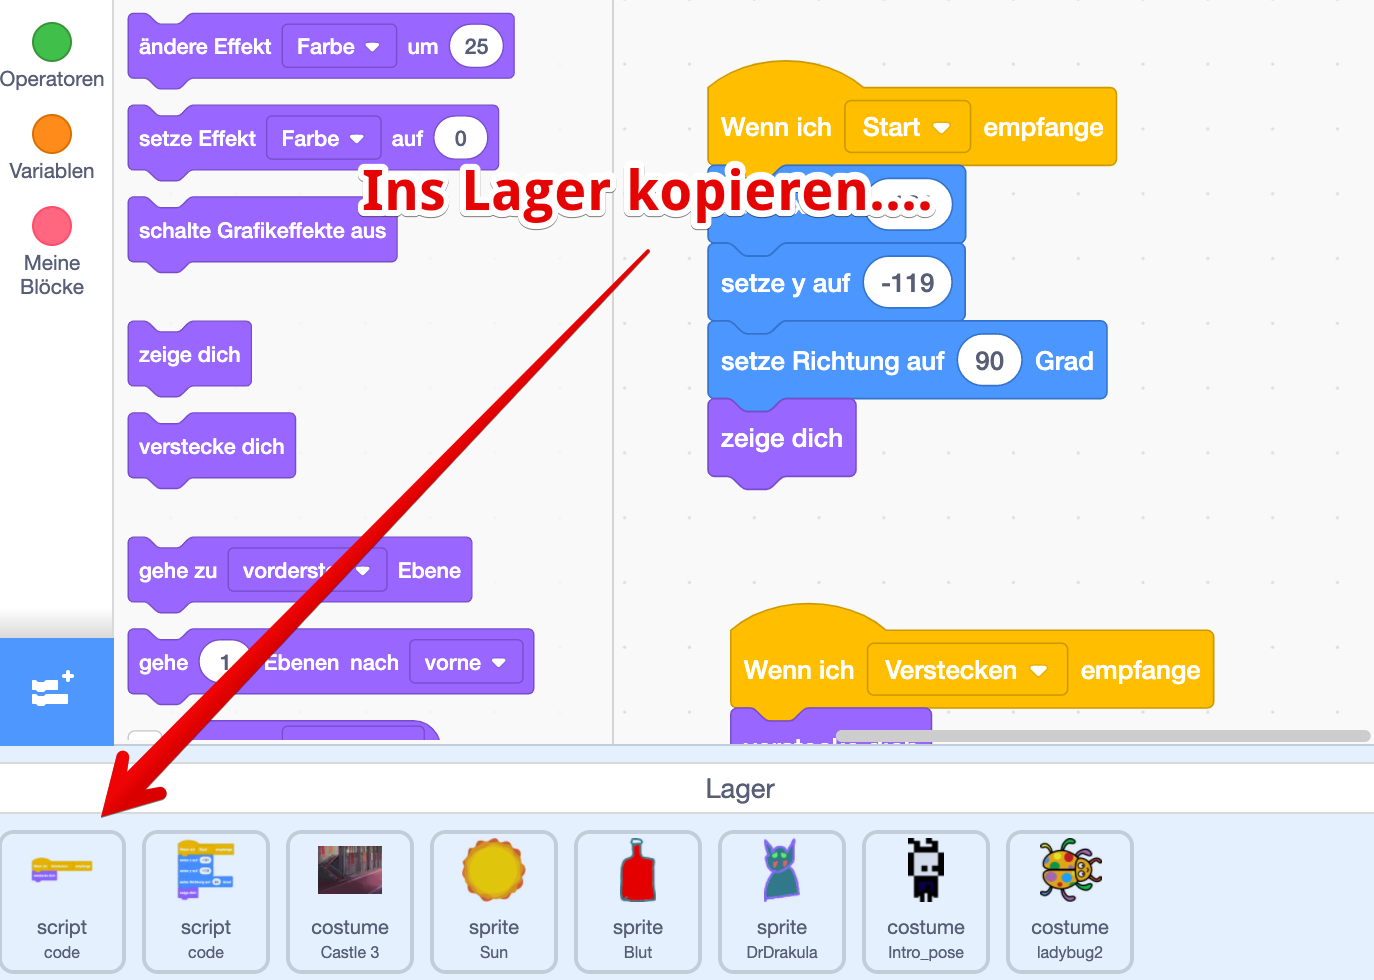 Operatoren
Variablen
Meine
Blöcke
ändere Effekt Farbe um 25
setze Effekt Farbe auf 0
schalte Grafikeffekte aus
zeige dich
verstecke dich
gehe zu Ebene
gehe 1 Ebenen nach vorne
Ins Lager kopieren....
Wenn ich Start empfange
setze y auf -119
setze Richtung auf 90 Grad
zeige dich
Wenn ich Verstecken empfange
Lager
script
code
script
code
costume
Castle 3
sprite
Sun
sprite
Blut
sprite
DrDrakula
costume
Intro_pose
costume
ladybug2